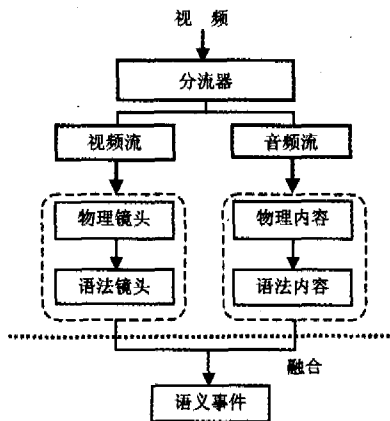 视 频
分流器
视频流 音频流
物理镜头 物理内容
语法镜头 语法内容
融合
语义事件